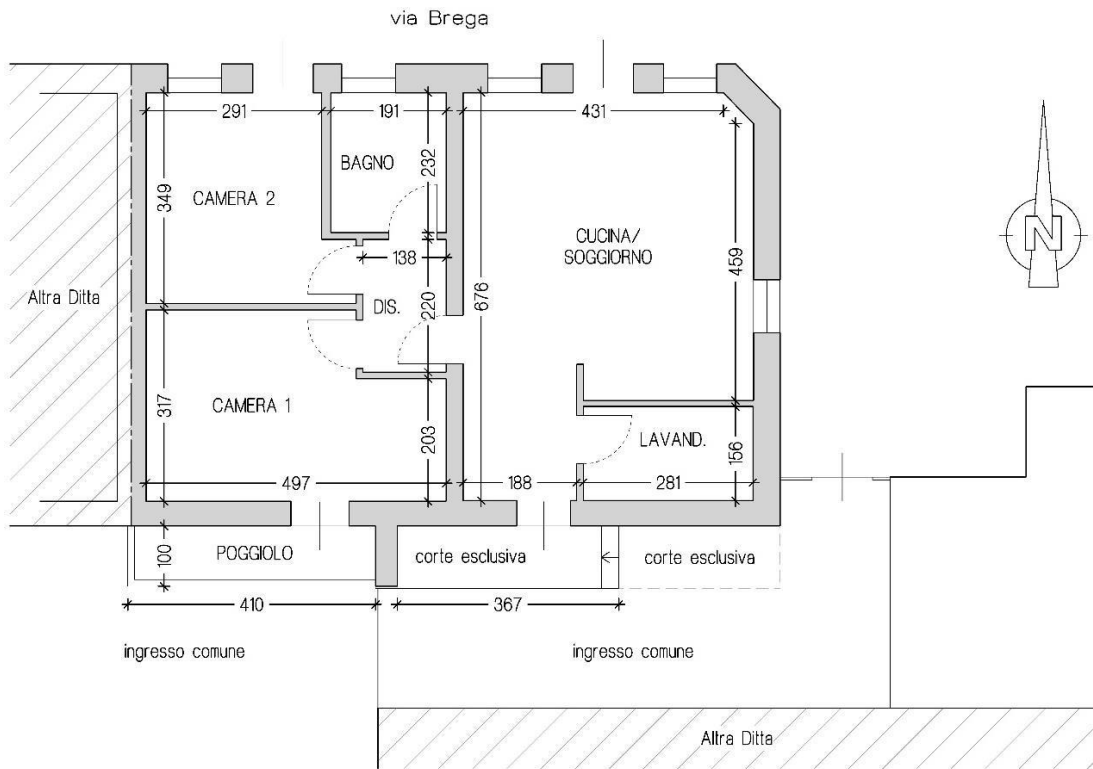 via Brega
291
191
431
BAGNO
232
349
CAMERA 2
CUCINA/
SOGGIORNO
459
N
138
Altra Ditta
DIS.
220
676
317
CAMERA 1
203
LAVAND.
156
497
188
281
100
POGGIOLO
corte esclusiva
corte esclusiva
410
367
ingresso comune
ingresso comune
Altra Ditta